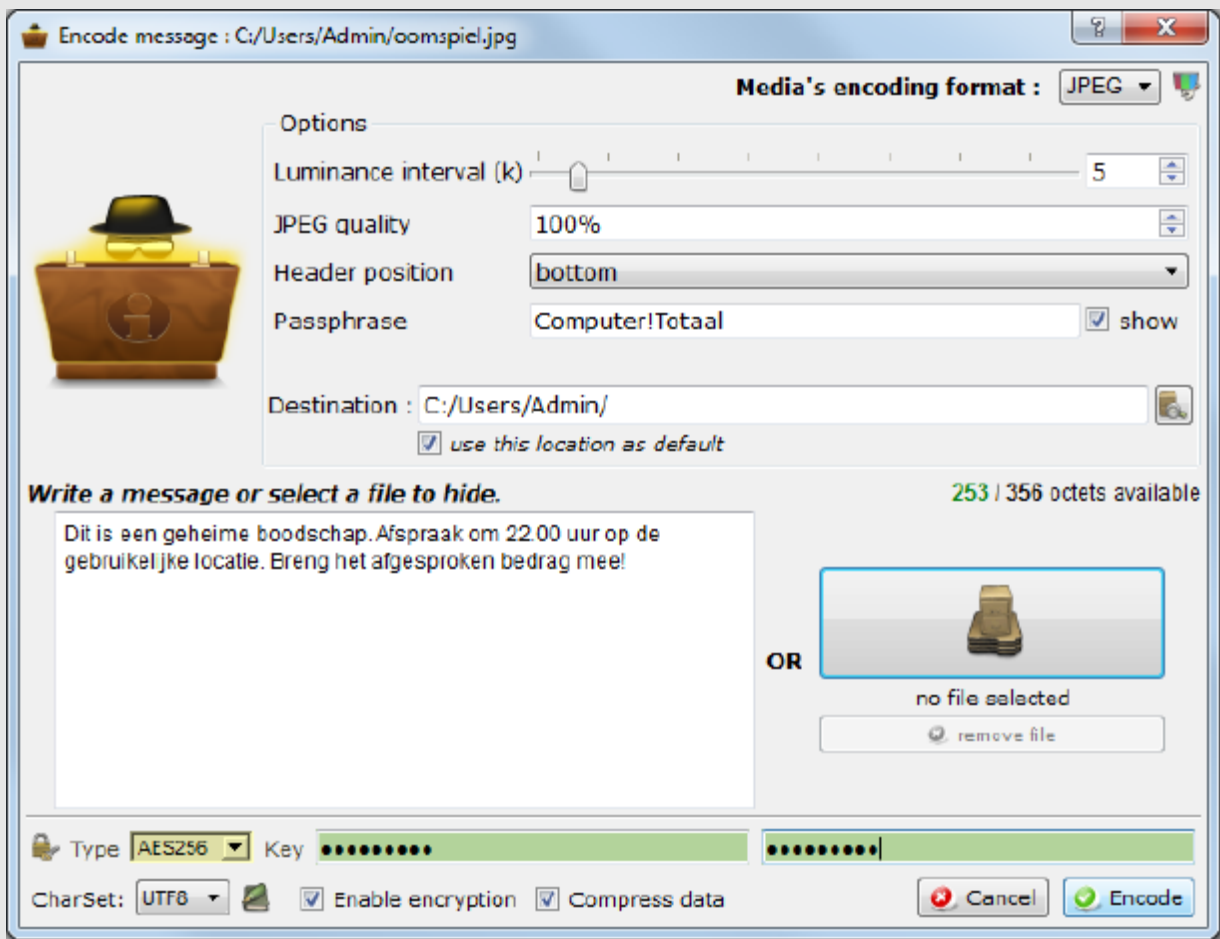 Encode message : C:/Users/Admin/oomspiel.jpg
Media's encoding format : JPEG
Options
Luminance interval (k) 5
JPEG quality 100%
Header position bottom
Passphrase Computer!Totaal show
Destination : C:/Users/Admin/
use this location as default
Write a message or select a file to hide.
253 / 356 octets available
Dit is een geheime boodschap. Afspraak om 22.00 uur op de
gebruikelijke locatie. Breng het afgesproken bedrag mee!
OR
no file selected
remove file
Type AES256 Key ●●●●●●●●● ●●●●●●●●●
CharSet: UTF8 Enable encryption Compress data Cancel Encode